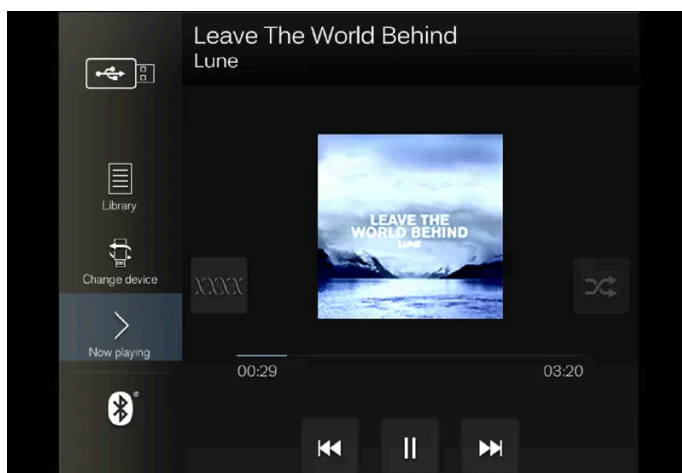 Leave The World Behind
Lune
LEAVE THE
WORLD BEHIND
LUNE
Library
Change device
XXXX
Now playing
00:29
03:20